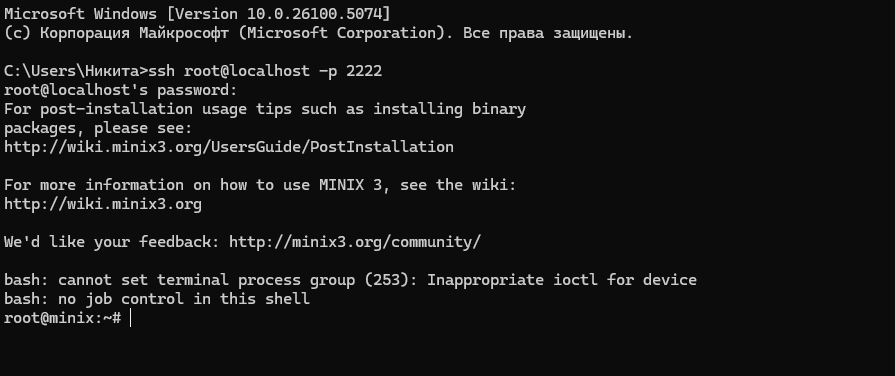 Microsoft Windows [Version 10.0.26100.5074]
(c) Корпорация Майкрософт (Microsoft Corporation). Все права защищены.
C:\Users\Никита>ssh root@localhost -p 2222
root@localhost's password:
For post-installation usage tips such as installing binary
packages, please see:
http://wiki.minix3.org/UsersGuide/PostInstallation
For more information on how to use MINIX 3, see the wiki:
http://wiki.minix3.org
We'd like your feedback: http://minix3.org/community/
bash: cannot set terminal process group (253): Inappropriate ioctl for device
bash: no job control in this shell
root@minix:~#